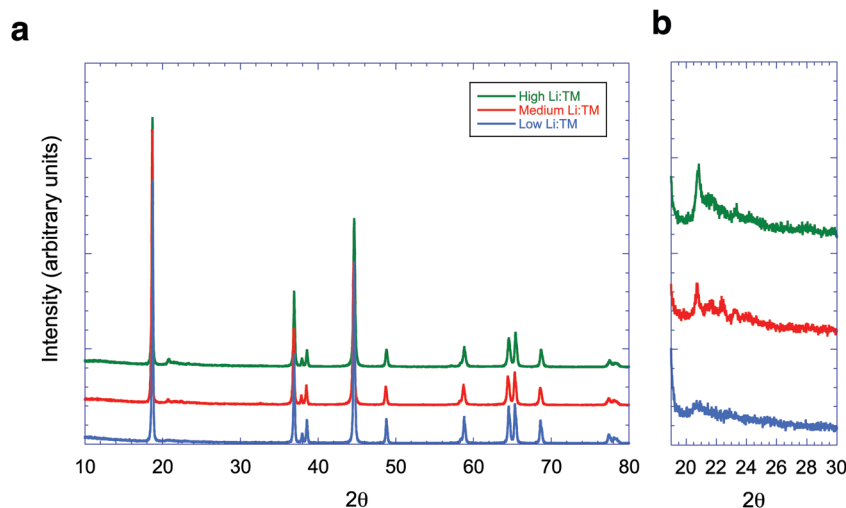 a
b
Intensity (arbitrary units)
High Li:TM
Medium Li:TM
Low Li:TM
10 20 30 40 50 60 70 80
2θ
20 22 24 26 28 30
2θ